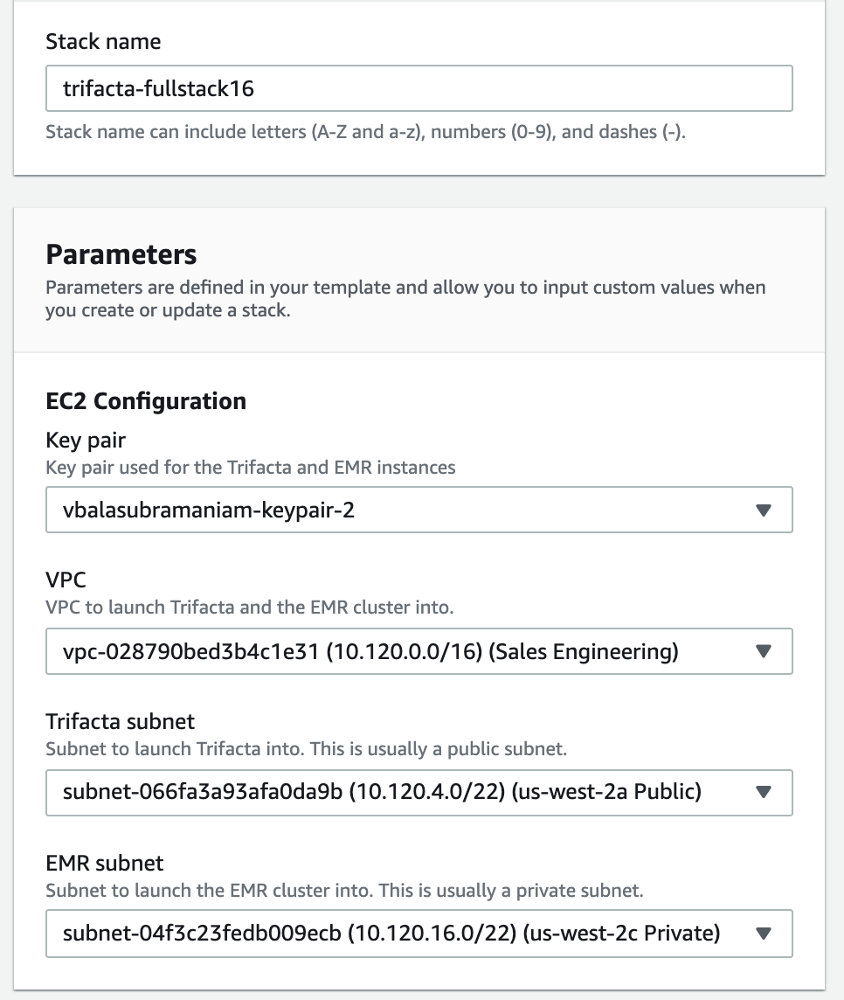 Stack name
trifacta-fullstack16
Stack name can include letters (A-Z and a-z), numbers (0-9), and dashes (-).
Parameters
Parameters are defined in your template and allow you to input custom values when
you create or update a stack.
EC2 Configuration
Key pair
Key pair used for the Trifacta and EMR instances
vbalasubramaniam-keypair-2
VPC
VPC to launch Trifacta and the EMR cluster into.
vpc-028790bed3b4c1e31 (10.120.0.0/16) (Sales Engineering)
Trifacta subnet
Subnet to launch Trifacta into. This is usually a public subnet.
subnet-066fa3a93afa0da9b (10.120.4.0/22) (us-west-2a Public)
EMR subnet
Subnet to launch the EMR cluster into. This is usually a private subnet.
subnet-04f3c23fedb009ecb (10.120.16.0/22) (us-west-2c Private)